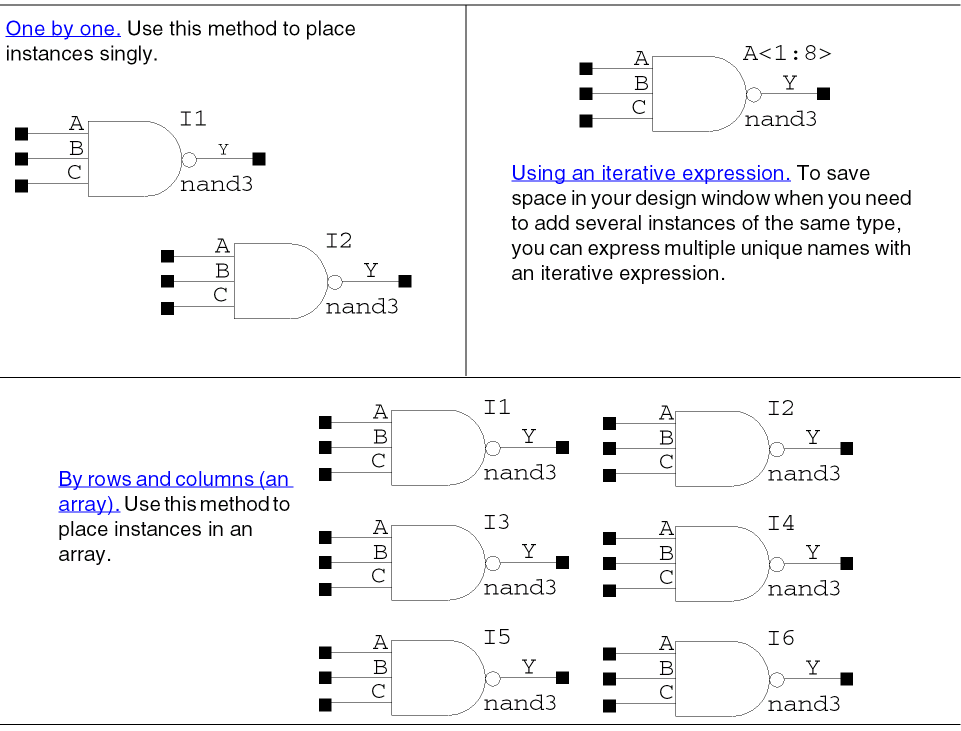 One by one. Use this method to place
instances singly.
A I1
B Y
C nand3
A I2
B Y
C nand3
A A<1:8>
B Y
C nand3
Using an iterative expression. To save
space in your design window when you need
to add several instances of the same type,
you can express multiple unique names with
an iterative expression.
By rows and columns (an
array). Use this method to
place instances in an
array.
A I1
B Y
C nand3
A I2
B Y
C nand3
A I3
B Y
C nand3
A I4
B Y
C nand3
A I5
B Y
C nand3
A I6
B Y
C nand3